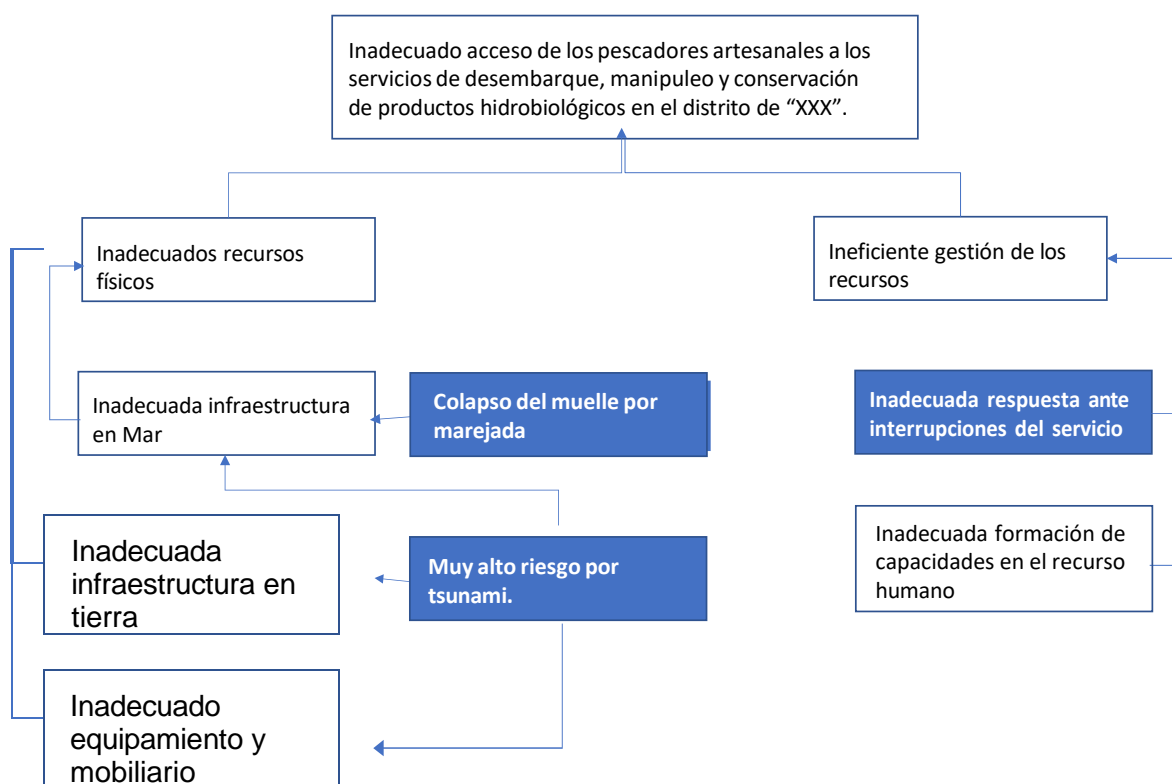 Inadecuado acceso de los pescadores artesanales a los
servicios de desembarque, manipuleo y conservación
de productos hidrobiológicos en el distrito de “XXX”.
Inadecuados recursos
físicos
Ineficiente gestión de los
recursos
Inadecuada infraestructura
en Mar
Colapso del muelle por
marejada
Inadecuada respuesta ante
interrupciones del servicio
Inadecuada
infraestructura en
tierra
Muy alto riesgo por
tsunami.
Inadecuada formación de
capacidades en el recurso
humano
Inadecuado
equipamiento y
mobiliario